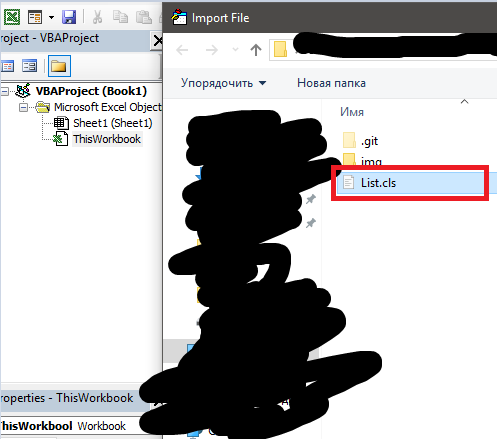 Import File
roject - VBAProject
VBAProject (Book1)
Microsoft Excel Object
Sheet1 (Sheet1)
ThisWorkbook
Упорядочить
Новая папка
Имя
.git
img
List.cls
roperties - ThisWorkbook
ThisWorkbool Workbook